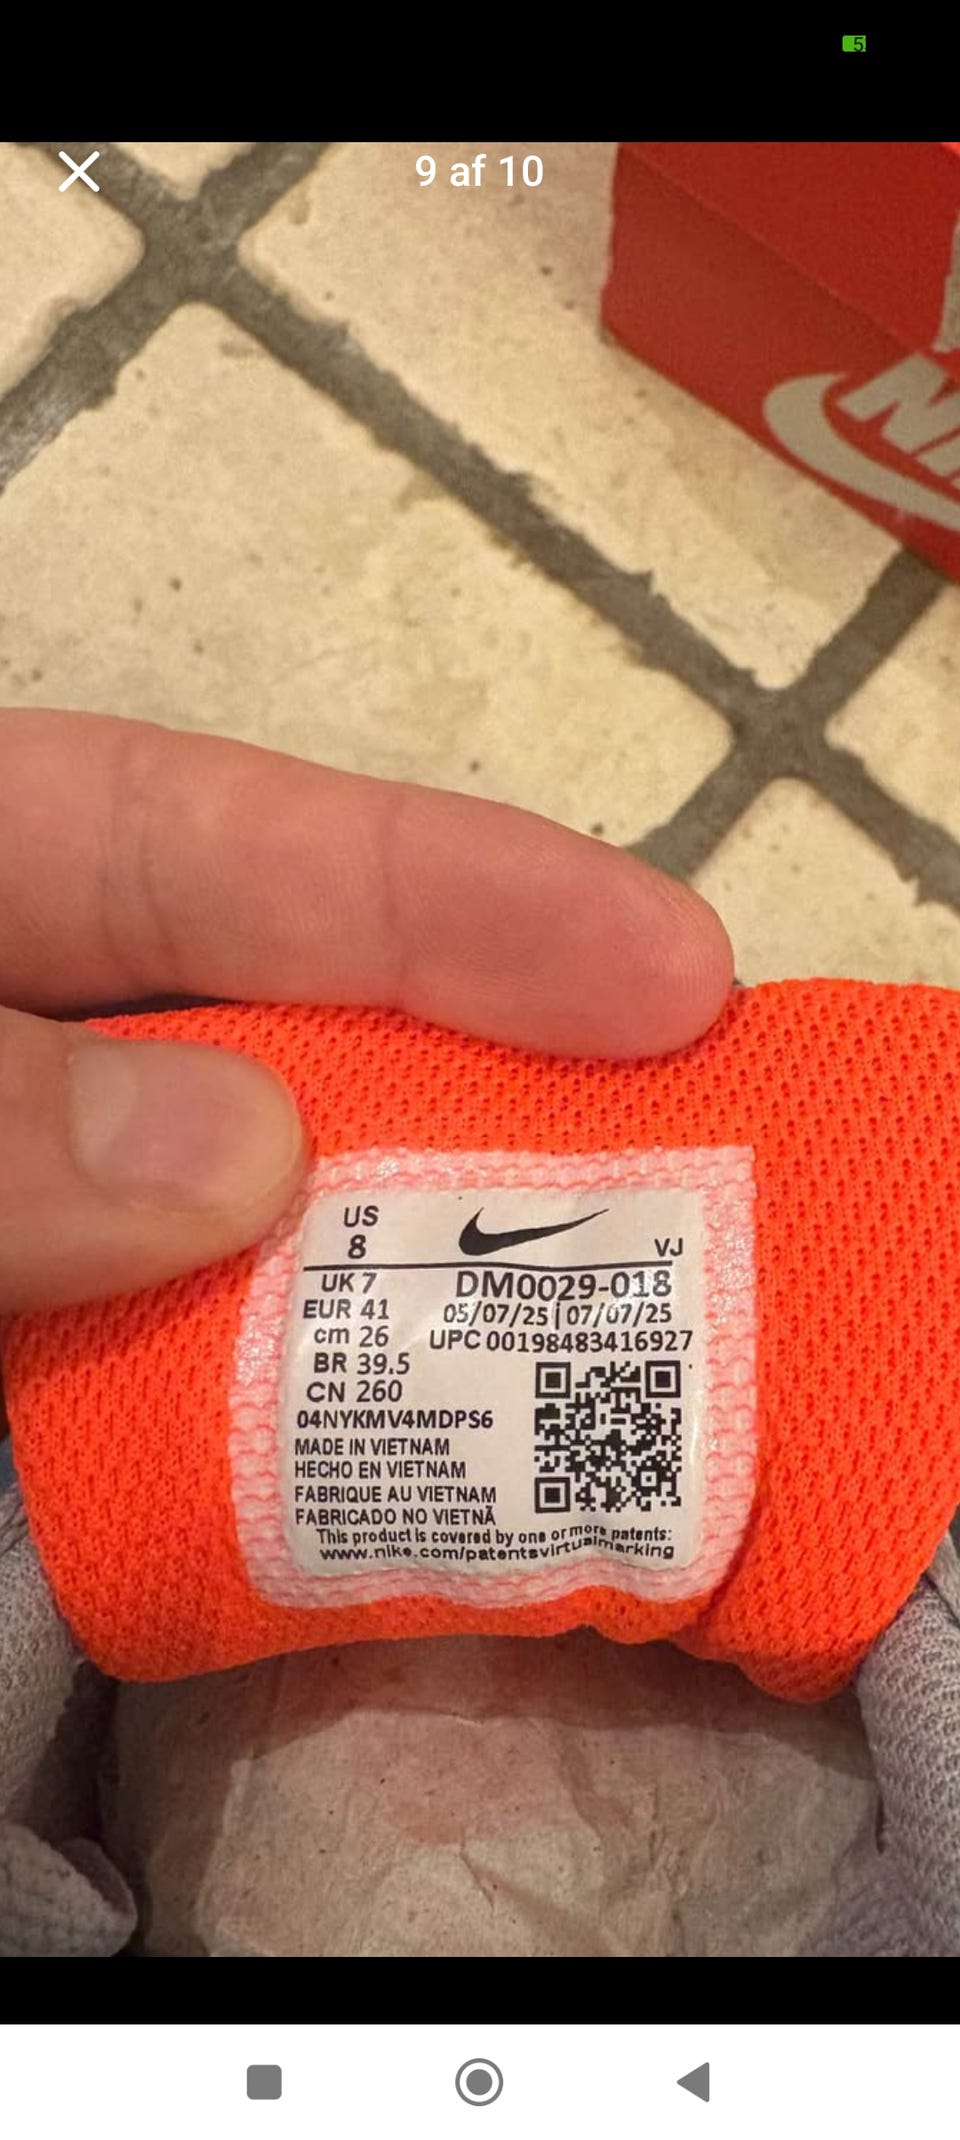 5
9 af 10
US
8
VJ
UK 7
DM0029-018
EUR 41
05/07/25 | 07/07/25
cm 26
UPC 00198483416927
BR 39.5
CN 260
04NYKMV4MDPS6
MADE IN VIETNAM
HECHO EN VIETNAM
FABRIQUE AU VIETNAM
FABRICADO NO VIETNÃ
This product is covered by one or more patents:
www.nike.com/patentsvirtualmarking